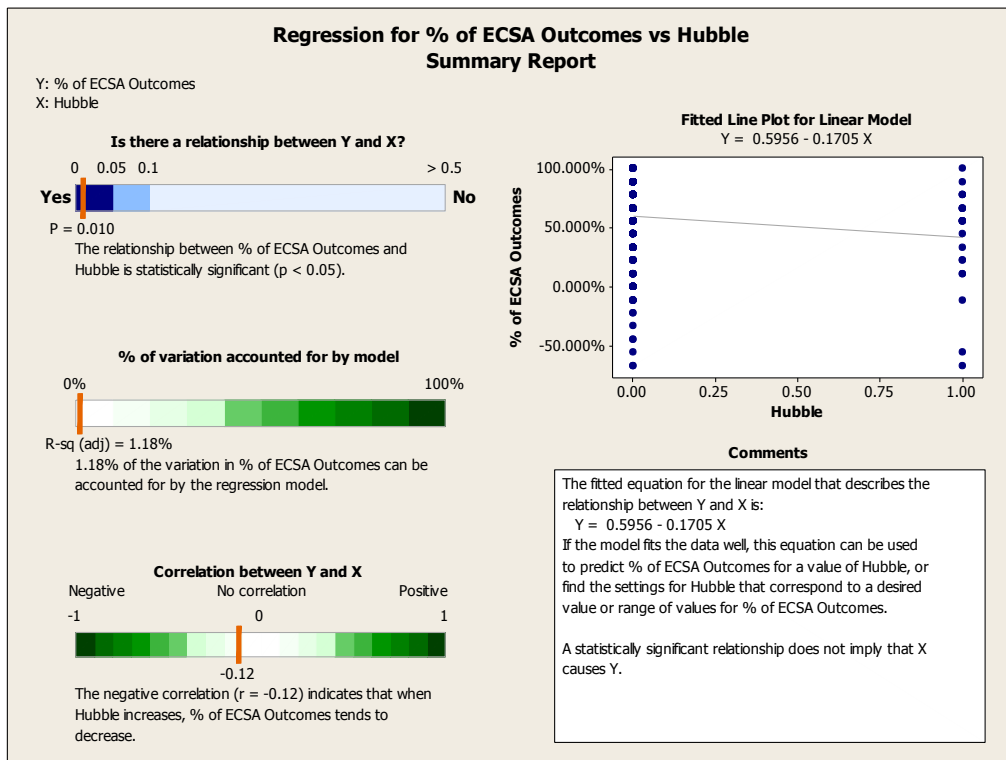 Regression for % of ECSA Outcomes vs Hubble
Summary Report
Y: % of ECSA Outcomes
X: Hubble
Is there a relationship between Y and X?
0 0.05 0.1 > 0.5
Yes No
P = 0.010
The relationship between % of ECSA Outcomes and
Hubble is statistically significant (p < 0.05).
% of variation accounted for by model
0% 100%
R-sq (adj) = 1.18%
1.18% of the variation in % of ECSA Outcomes can be
accounted for by the regression model.
Correlation between Y and X
Negative No correlation Positive
-1 0 1
-0.12
The negative correlation (r = -0.12) indicates that when
Hubble increases, % of ECSA Outcomes tends to
decrease.
Fitted Line Plot for Linear Model
Y = 0.5956 - 0.1705 X
% of ECSA Outcomes
100.000%
50.000%
0.000%
-50.000%
0.00 0.25 0.50 0.75 1.00
Hubble
Comments
The fitted equation for the linear model that describes the
relationship between Y and X is:
Y = 0.5956 - 0.1705 X
If the model fits the data well, this equation can be used
to predict % of ECSA Outcomes for a value of Hubble, or
find the settings for Hubble that correspond to a desired
value or range of values for % of ECSA Outcomes.
A statistically significant relationship does not imply that X
causes Y.